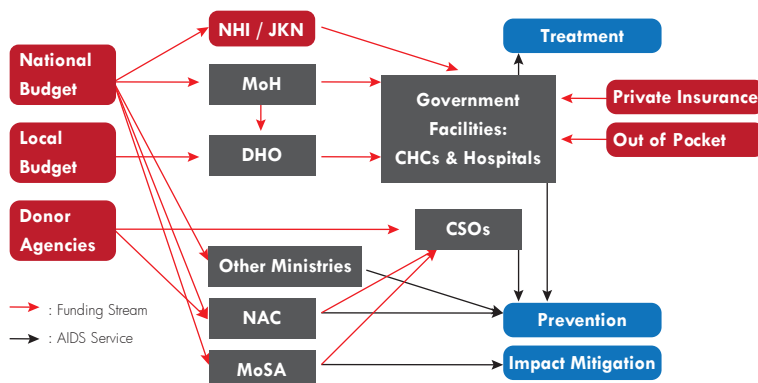 NHI / JKN
Treatment
National
Budget
MoH
Government
Facilities:
CHCs & Hospitals
Private Insurance
Local
Budget
DHO
Out of Pocket
Donor
Agencies
CSOs
Other Ministries
: Funding Stream
NAC
Prevention
: AIDS Service
MoSA
Impact Mitigation